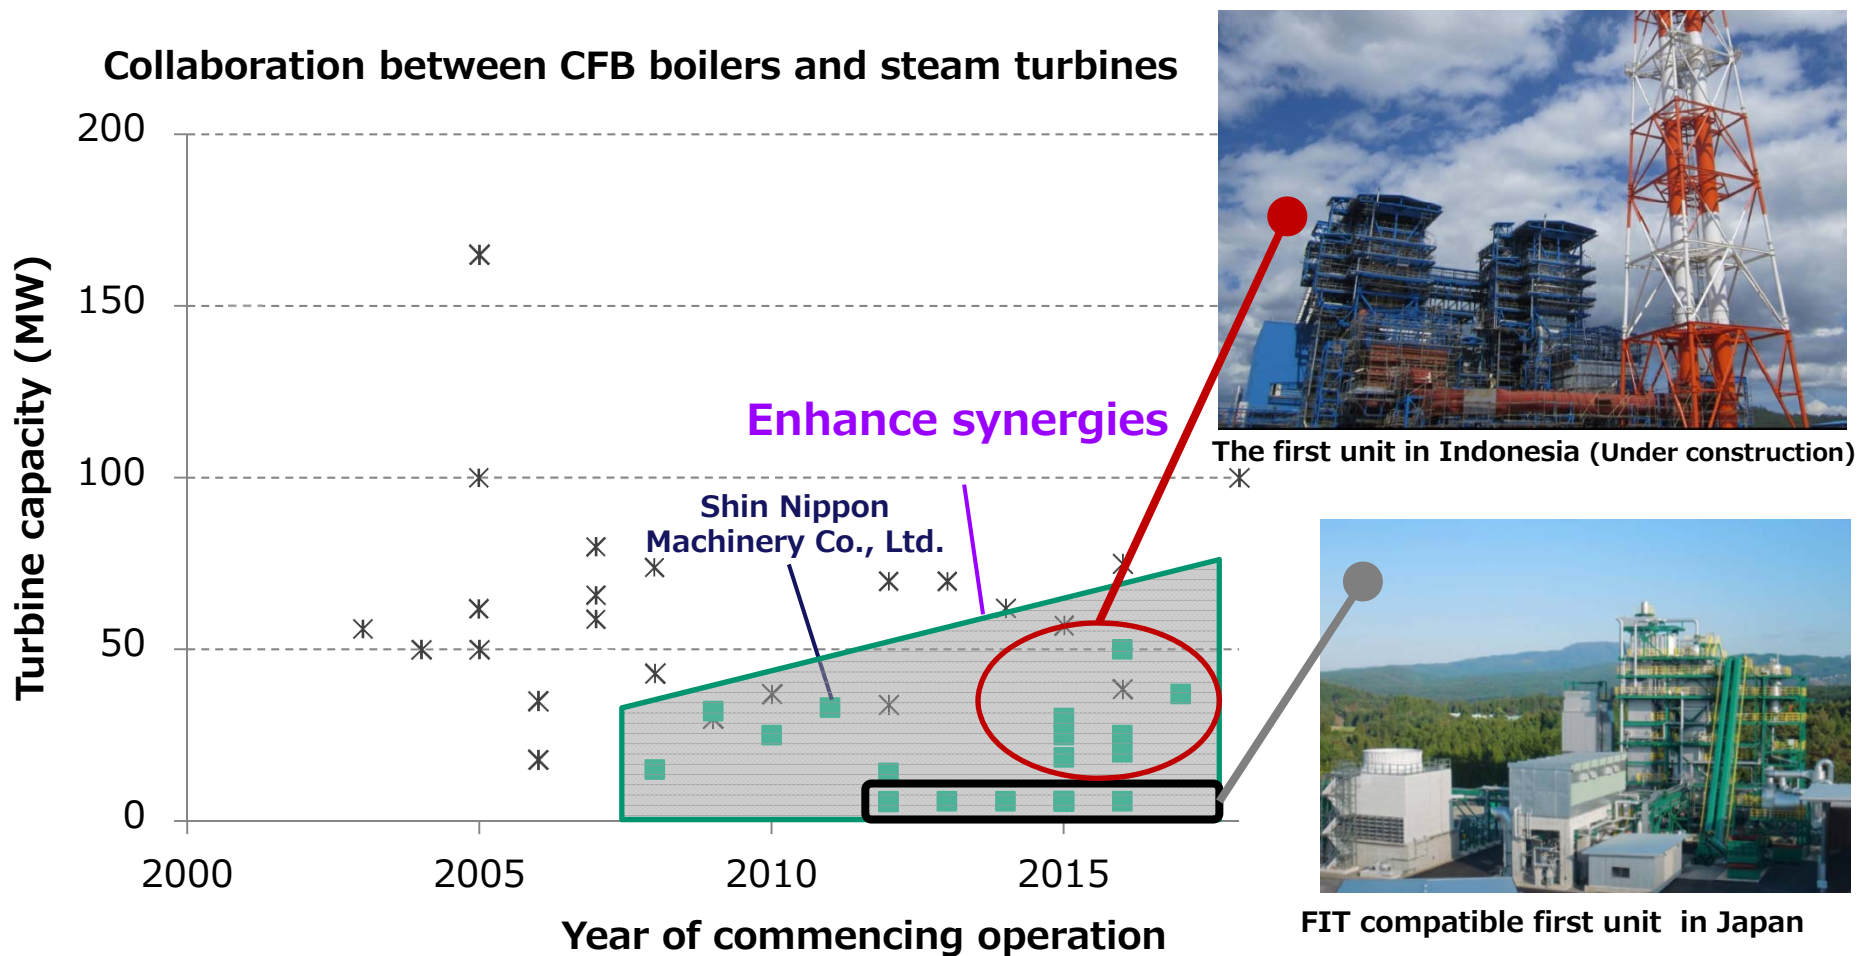 Collaboration between CFB boilers and steam turbines
Turbine capacity (MW)
200
150
100
50
0
2000
2005
2010
2015
Year of commencing operation
Enhance synergies
Shin Nippon
Machinery Co., Ltd.
The first unit in Indonesia (Under construction)
FIT compatible first unit in Japan